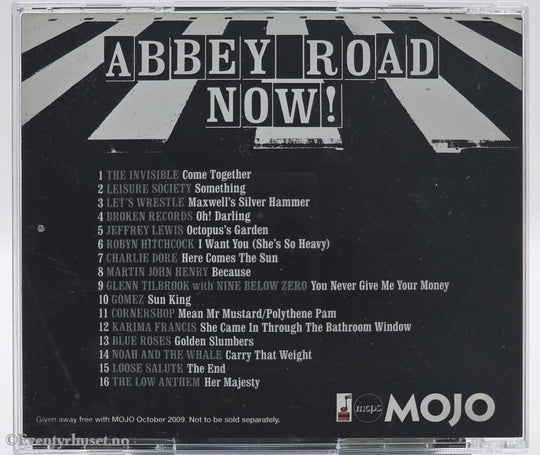 ABBEY ROAD
NOW!
1 THE INVISIBLE Come Together
2 LEISURE SOCIETY Something
3 LET'S WRESTLE Maxwell's Silver Hammer
4 BROKEN RECORDS Oh! Darling
5 JEFFREY LEWIS Octopus's Garden
6 ROBYN HITCHCOCK I Want You (She's So Heavy)
7 CHARLIE DORE Here Comes The Sun
8 MARTIN JOHN HENRY Because
9 GLENN TILBROOK with NINE BELOW ZERO You Never Give Me Your Money
10 GOMEZ Sun King
11 CORNERSHOP Mean Mr Mustard/Polythene Pam
12 KARIMA FRANCIS She Came In Through The Bathroom Window
13 BLUE ROSES Golden Slumbers
14 NOAH AND THE WHALE Carry That Weight
15 LOOSE SALUTE The End
16 THE LOW ANTHEM Her Majesty
Given away free with MOJO October 2009. Not to be sold separately.
mcps MOJO
© Eventyrhuset.no